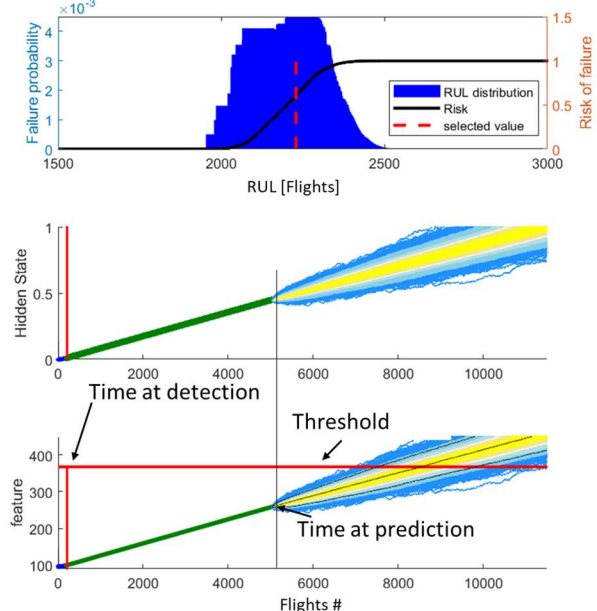 ×10⁻³
4
3
2
1
0
Failure probability
1.5
1
0.5
0
Risk of failure
RUL distribution
Risk
selected value
1500
2000
2500
3000
RUL [Flights]
1
0.5
0
Hidden State
0
2000
4000
6000
8000
10000
Time at detection
Threshold
400
300
200
100
feature
Time at prediction
0
2000
4000
6000
8000
10000
Flights #